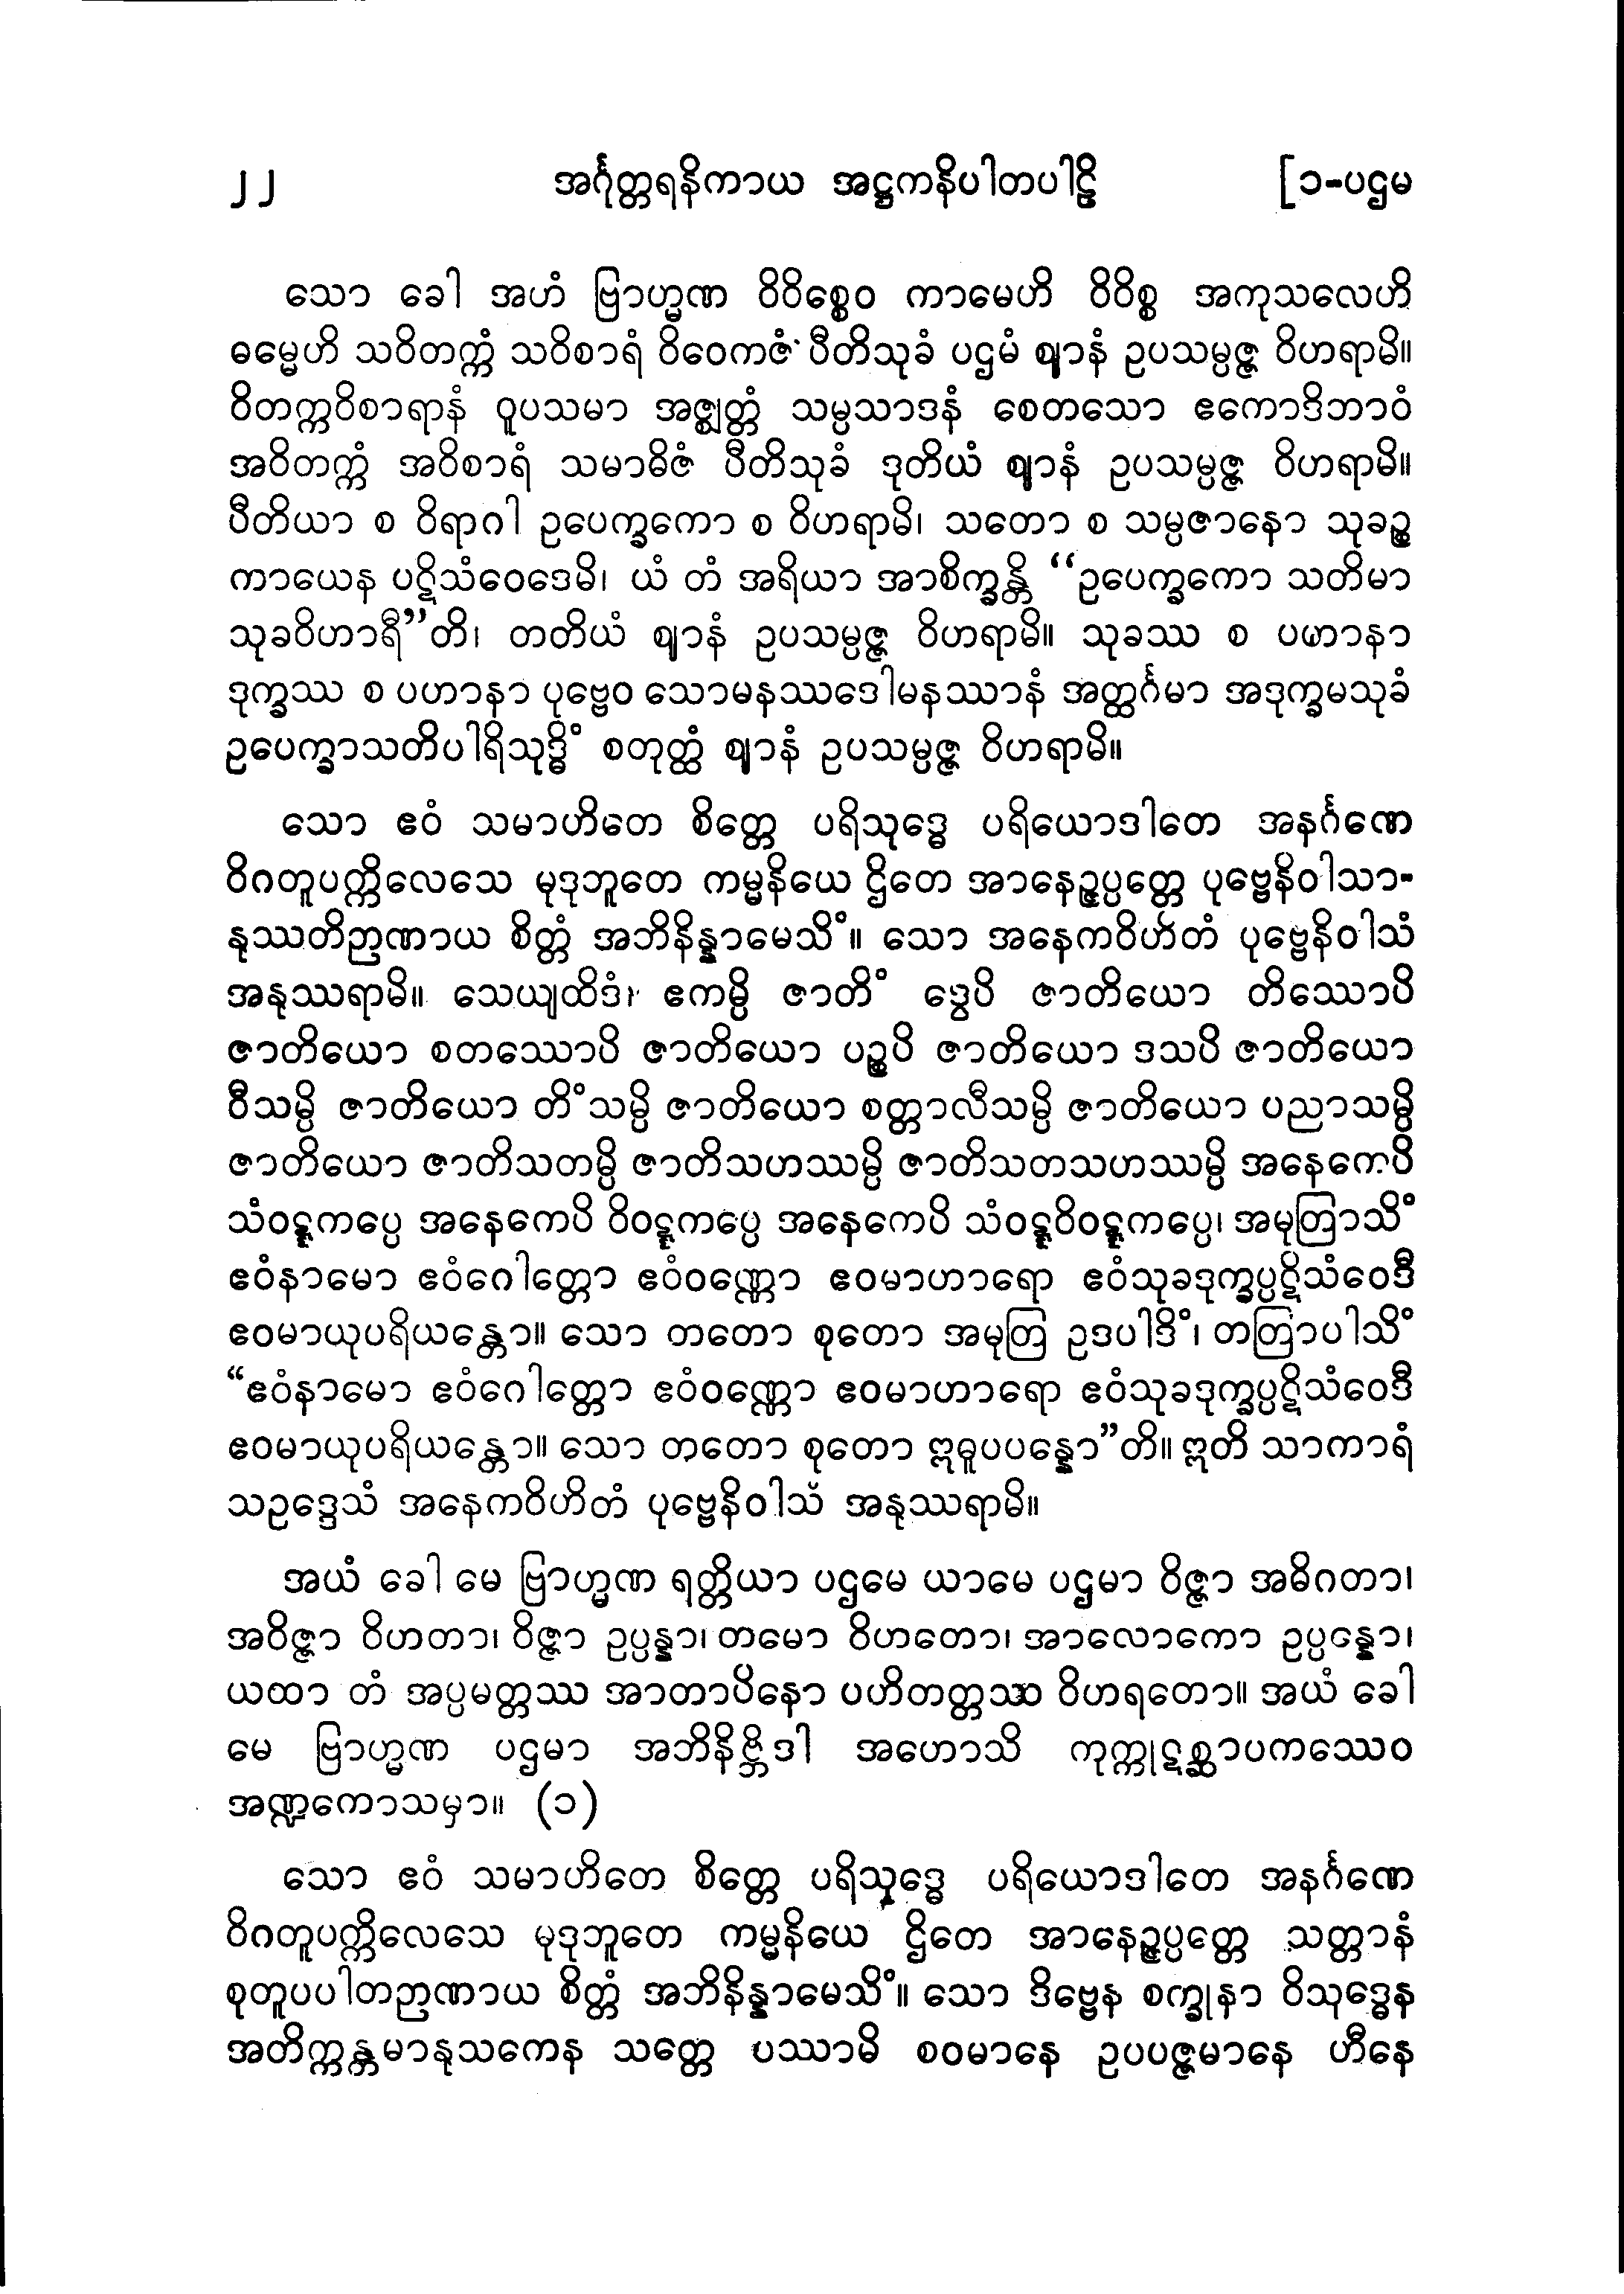 ၂၂ အင်္ဂုတ္တရနိကာယ အဋ္ဌကနိပါတပါဠိ [၁-ပဌမ
သော ခေါ အဟံ ဗြာဟ္မဏ ဝိဝိစ္စေဝ ကာမေဟိ ဝိဝိစ္စ အကုသလေဟိ
ဓမ္မေဟိ သဝိတက္ကံ သဝိစာရံ ဝိဝေကဇံ ပီတိသုခံ ပဌမံ ဈာနံ ဥပသမ္ပဇ္ဇ ဝိဟရာမိ။
ဝိတက္ကဝိစာရာနံ ဝူပသမာ အဇ္ဈတ္တံ သမ္ပသာဒနံ စေတသော ဧကောဒိဘာဝံ
အဝိတက္ကံ အဝိစာရံ သမာဓိဇံ ပီတိသုခံ ဒုတိယံ ဈာနံ ဥပသမ္ပဇ္ဇ ဝိဟရာမိ။
ပီတိယာ စ ဝိရာဂါ ဥပေက္ခကော စ ဝိဟရာမိ၊ သတော စ သမ္ပဇာနော သုခဉ္စ
ကာယေန ပဋိသံဝေဒေမိ၊ ယံ တံ အရိယာ အာစိက္ခန္တိ “ဥပေက္ခကော သတိမာ
သုခဝိဟာရီ”တိ၊ တတိယံ ဈာနံ ဥပသမ္ပဇ္ဇ ဝိဟရာမိ။ သုခဿ စ ပဟာနာ
ဒုက္ခဿ စ ပဟာနာ ပုဗ္ဗေဝ သောမနဿဒေါမနဿာနံ အတ္ထင်္ဂမာ အဒုက္ခမသုခံ
ဥပေက္ခာသတိပါရိသုဒ္ဓိံ စတုတ္ထံ ဈာနံ ဥပသမ္ပဇ္ဇ ဝိဟရာမိ။
သော ဧဝံ သမာဟိတေ စိတ္တေ ပရိသုဒ္ဓေ ပရိယောဒါတေ အနင်္ဂဏေ
ဝိဂတူပက္ကိလေသေ မုဒုဘူတေ ကမ္မနိယေ ဌိတေ အာနေဉ္ဇပ္ပတ္တေ ပုဗ္ဗေနိဝါသာ-
နုဿတိဉာဏာယ စိတ္တံ အဘိနိန္နာမေသိံ။ သော အနေကဝိဟိတံ ပုဗ္ဗေနိဝါသံ
အနုဿရာမိ။ သေယျထိဒံ၊ ဧကမ္ပိ ဇာတိံ ဒွေပိ ဇာတိယော တိဿောပိ
ဇာတိယော စတဿောပိ ဇာတိယော ပဉ္စပိ ဇာတိယော ဒသပိ ဇာတိယော
ဝီသမ္ပိ ဇာတိယော တိံသမ္ပိ ဇာတိယော စတ္တာလီသမ္ပိ ဇာတိယော ပညာသမ္ပိ
ဇာတိယော ဇာတိသတမ္ပိ ဇာတိသဟဿမ္ပိ ဇာတိသတသဟဿမ္ပိ အနေကေပိ
သံဝဋ္ဋကပ္ပေ အနေကေပိ ဝိဝဋ္ဋကပ္ပေ အနေကေပိ သံဝဋ္ဋဝိဝဋ္ဋကပ္ပေ၊ အမုတြာသိံ
ဧဝံနာမော ဧဝံဂေါတ္တော ဧဝံဝဏ္ဏော ဧဝမာဟာရော ဧဝံသုခဒုက္ခပ္ပဋိသံဝေဒီ
ဧဝမာယုပရိယန္တော။ သော တတော စုတော အမုတြ ဥဒပါဒိံ၊ တတြာပါသိံ
“ဧဝံနာမော ဧဝံဂေါတ္တော ဧဝံဝဏ္ဏော ဧဝမာဟာရော ဧဝံသုခဒုက္ခပ္ပဋိသံဝေဒီ
ဧဝမာယုပရိယန္တော။ သော တတော စုတော ဣဓူပပန္နော”တိ။ ဣတိ သာကာရံ
သဥဒ္ဒေသံ အနေကဝိဟိတံ ပုဗ္ဗေနိဝါသံ အနုဿရာမိ။
အယံ ခေါ မေ ဗြာဟ္မဏ ရတ္တိယာ ပဌမေ ယာမေ ပဌမာ ဝိဇ္ဇာ အဓိဂတာ၊
အဝိဇ္ဇာ ဝိဟတာ၊ ဝိဇ္ဇာ ဥပ္ပန္နာ၊ တမော ဝိဟတော၊ အာလောကော ဥပ္ပန္နော၊
ယထာ တံ အပ္ပမတ္တဿ အာတာပိနော ပဟိတတ္တဿ ဝိဟရတော။ အယံ ခေါ
မေ ဗြာဟ္မဏ ပဌမာ အဘိနိဗ္ဘိဒါ အဟောသိ ကုက္ကုဋစ္ဆာပကဿေဝ
အဏ္ဍကောသမှာ။ (၁)
သော ဧဝံ သမာဟိတေ စိတ္တေ ပရိသုဒ္ဓေ ပရိယောဒါတေ အနင်္ဂဏေ
ဝိဂတူပက္ကိလေသေ မုဒုဘူတေ ကမ္မနိယေ ဌိတေ အာနေဉ္ဇပ္ပတ္တေ သတ္တာနံ
စုတူပပါတဉာဏာယ စိတ္တံ အဘိနိန္နာမေသိံ။ သော ဒိဗ္ဗေန စက္ခုနာ ဝိသုဒ္ဓေန
အတိက္ကန္တမာနုသကေန သတ္တေ ပဿာမိ စဝမာနေ ဥပပဇ္ဇမာနေ ဟီနေ